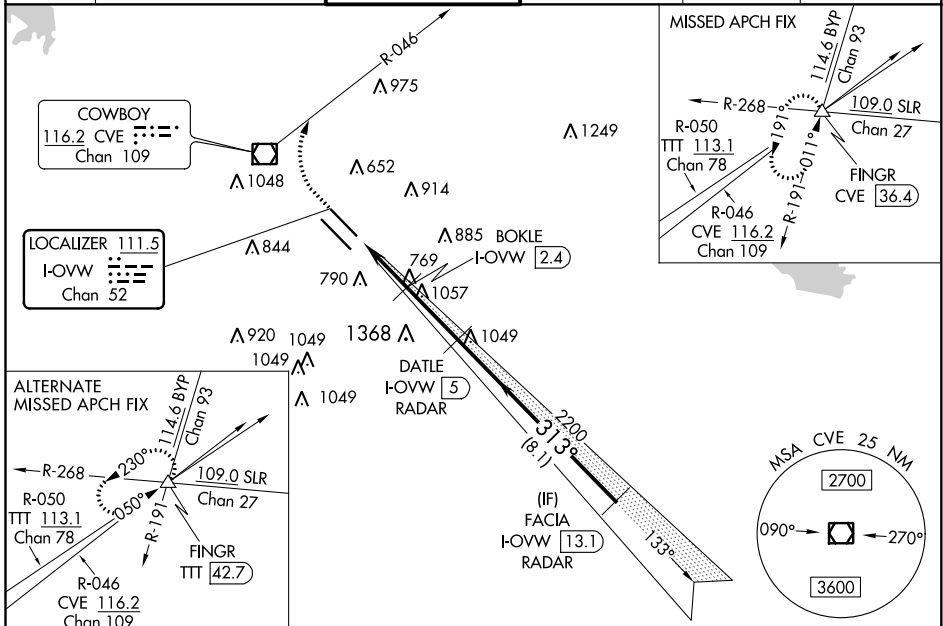 MISSED APCH FIX
114.6 BYP
Chan 93
R-268
109.0 SLR
Chan 27
191°
R-050
TTT 113.1
Chan 78
R-191
011°
FINGR
CVE 36.4
R-046
CVE 116.2
Chan 109
R-046
975
1249
COWBOY
116.2 CVE
Chan 109
1048
652
914
LOCALIZER 111.5
I-OVW
Chan 52
844
885
BOKLE
I-OVW 2.4
790
769
1057
920
1049
1368
1049
1049
1049
DATLE
I-OVW 5
RADAR
2200
313°
(8.1)
(IF)
FACIA
I-OVW 13.1
RADAR
133°
ALTERNATE
MISSED APCH FIX
114.6 BYP
Chan 93
R-268
230°
109.0 SLR
Chan 27
R-050
TTT 113.1
Chan 78
050°
R-191
FINGR
TTT 42.7
R-046
CVE 116.2
Chan 109
MSA CVE 25 NM
2700
090°
270°
3600